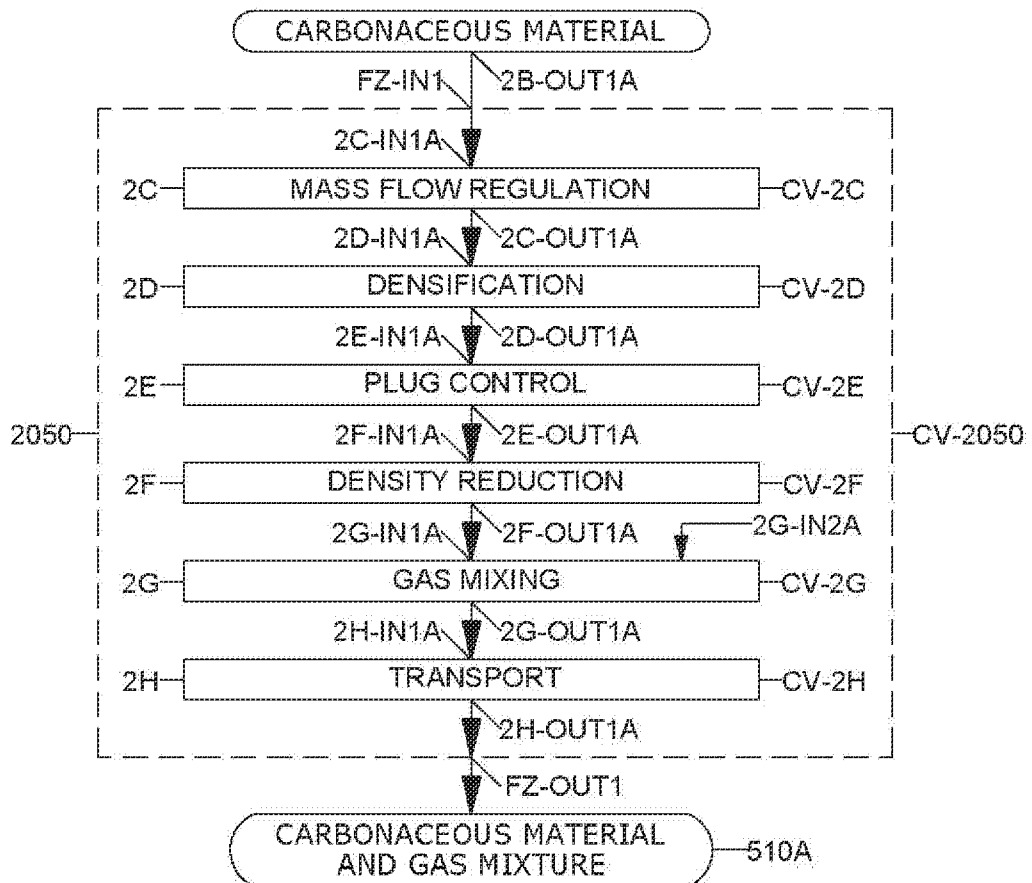 CARBONACEOUS MATERIAL
FZ-IN1 2B-OUT1A
2C-IN1A
2C MASS FLOW REGULATION CV-2C
2D-IN1A 2C-OUT1A
2D DENSIFICATION CV-2D
2E-IN1A 2D-OUT1A
2E PLUG CONTROL CV-2E
2050 2F-IN1A 2E-OUT1A CV-2050
2F DENSITY REDUCTION CV-2F
2G-IN1A 2F-OUT1A 2G-IN2A
2G GAS MIXING CV-2G
2H-IN1A 2G-OUT1A
2H TRANSPORT CV-2H
2H-OUT1A
FZ-OUT1
CARBONACEOUS MATERIAL
AND GAS MIXTURE 510A